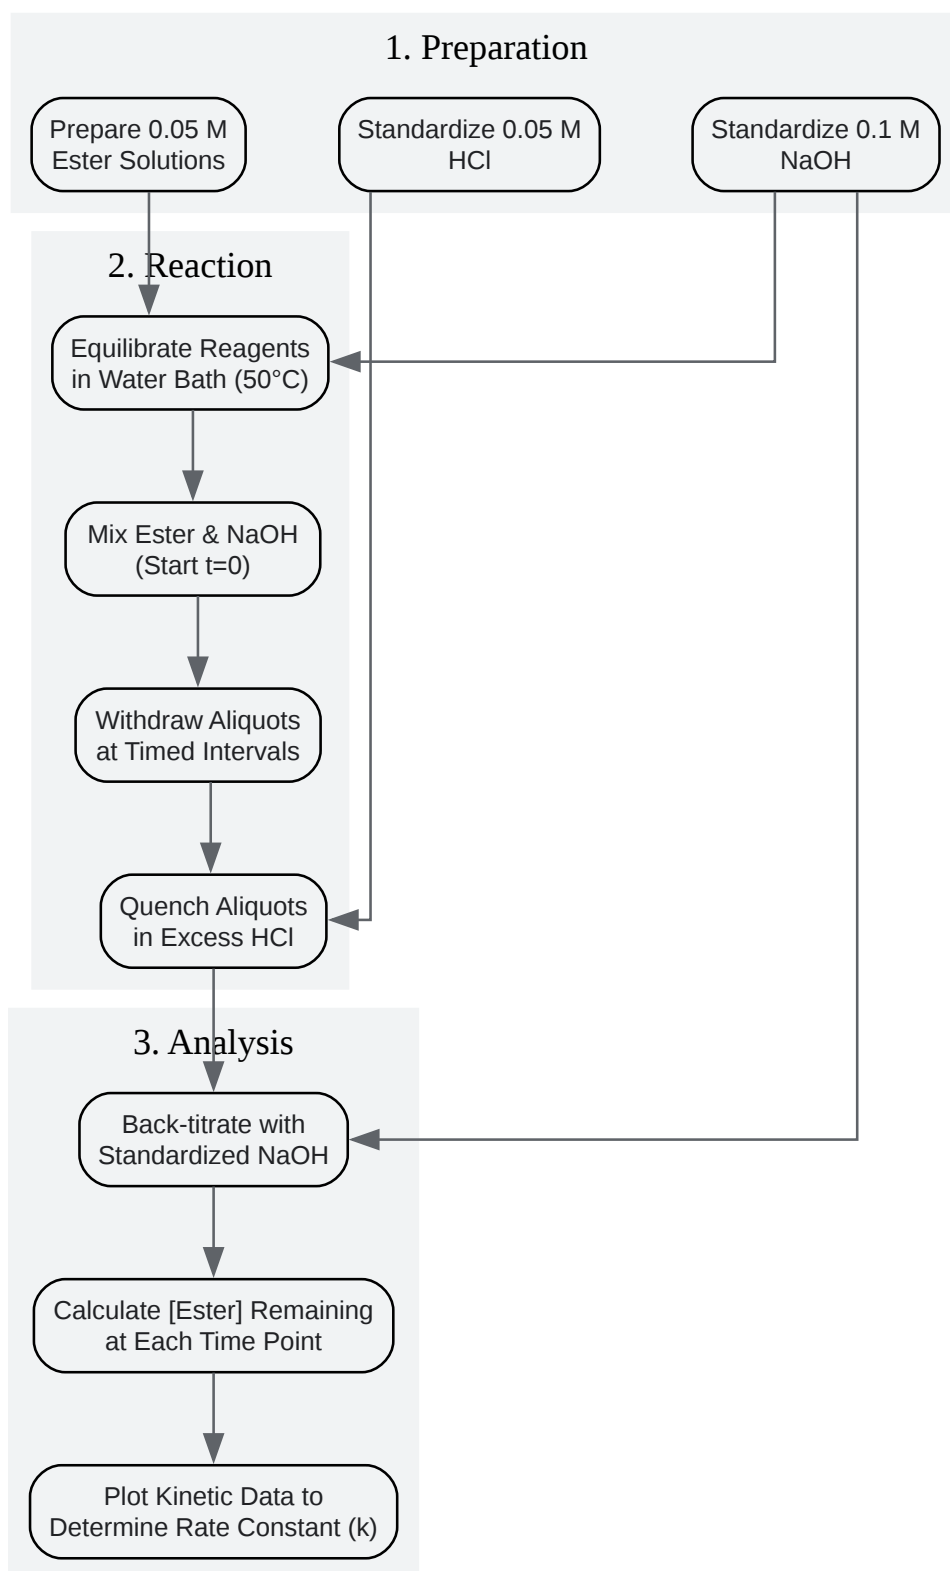 1. Preparation
Prepare 0.05 M
Ester Solutions
Standardize 0.05 M
HCl
Standardize 0.1 M
NaOH
2. Reaction
Equilibrate Reagents
in Water Bath (50°C)
Mix Ester & NaOH
(Start t=0)
Withdraw Aliquots
at Timed Intervals
Quench Aliquots
in Excess HCl
3. Analysis
Back-titrate with
Standardized NaOH
Calculate [Ester] Remaining
at Each Time Point
Plot Kinetic Data to
Determine Rate Constant (k)